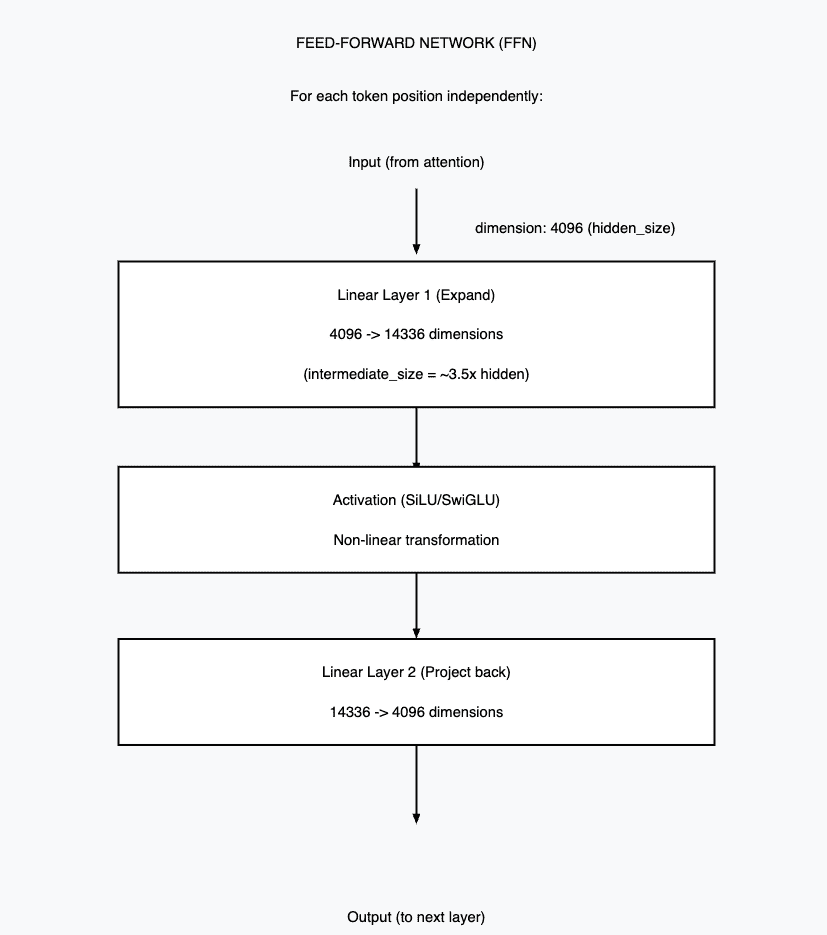 FEED-FORWARD NETWORK (FFN)
For each token position independently:
Input (from attention)
dimension: 4096 (hidden_size)
Linear Layer 1 (Expand)
4096 -> 14336 dimensions
(intermediate_size = ~3.5x hidden)
Activation (SiLU/SwiGLU)
Non-linear transformation
Linear Layer 2 (Project back)
14336 -> 4096 dimensions
Output (to next layer)